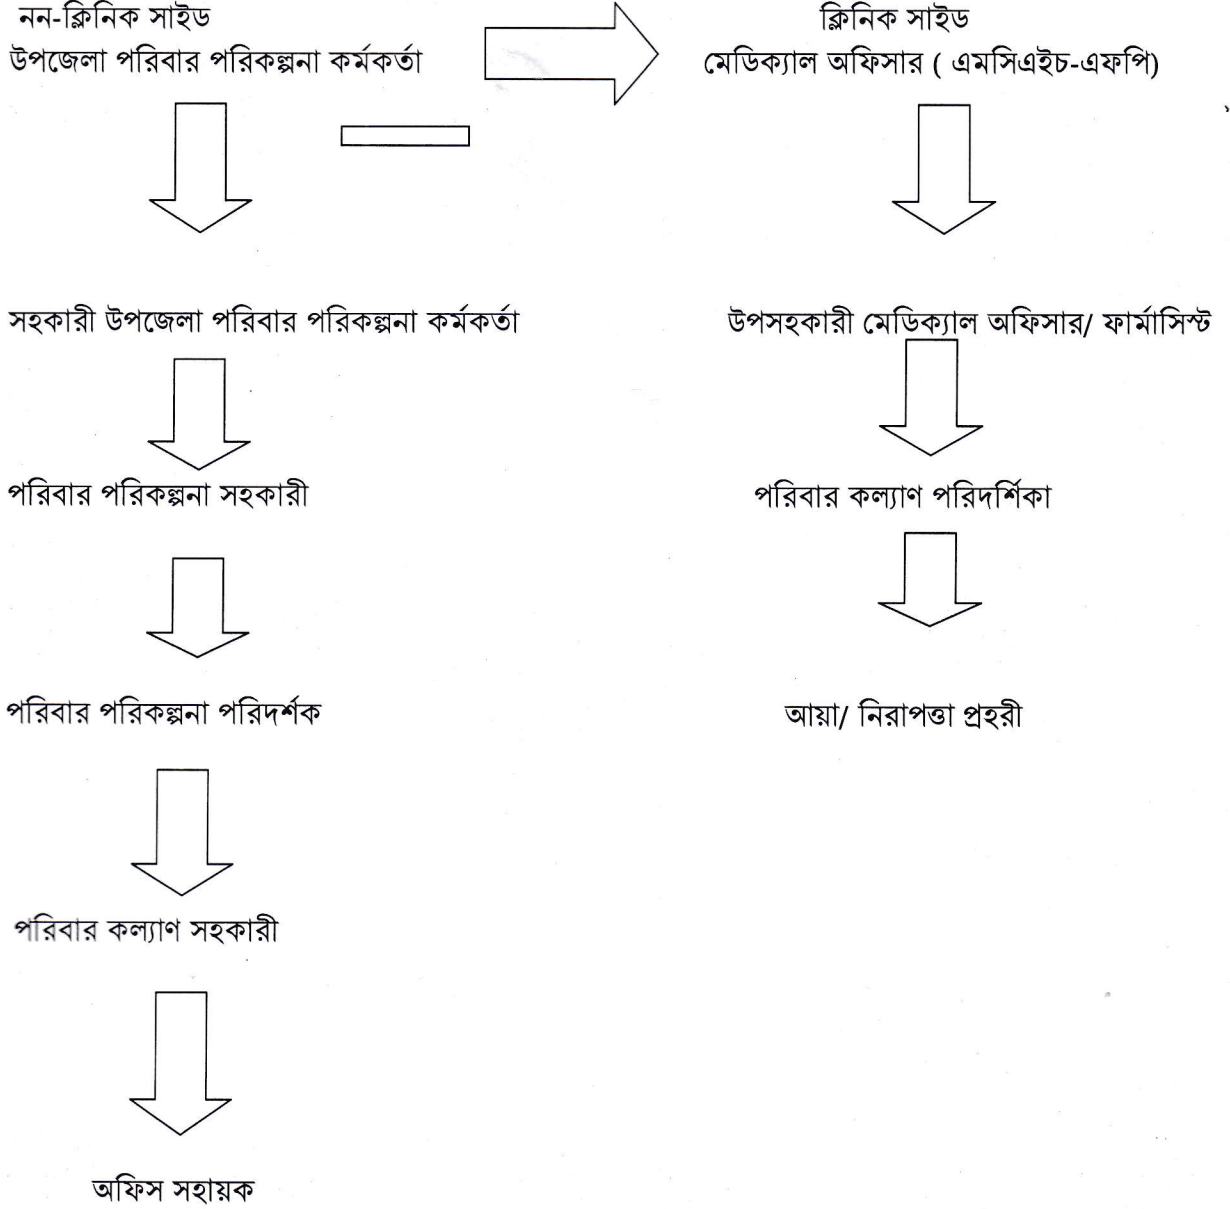 নন-ক্লিনিক সাইড
উপজেলা পরিবার পরিকল্পনা কর্মকর্তা
ক্লিনিক সাইড
মেডিক্যাল অফিসার ( এমসিএইচ-এফপি)
সহকারী উপজেলা পরিবার পরিকল্পনা কর্মকর্তা
উপসহকারী মেডিক্যাল অফিসার/ ফার্মাসিস্ট
পরিবার পরিকল্পনা সহকারী
পরিবার কল্যাণ পরিদর্শিকা
পরিবার পরিকল্পনা পরিদর্শক
আয়া/ নিরাপত্তা প্রহরী
পরিবার কল্যাণ সহকারী
অফিস সহায়ক